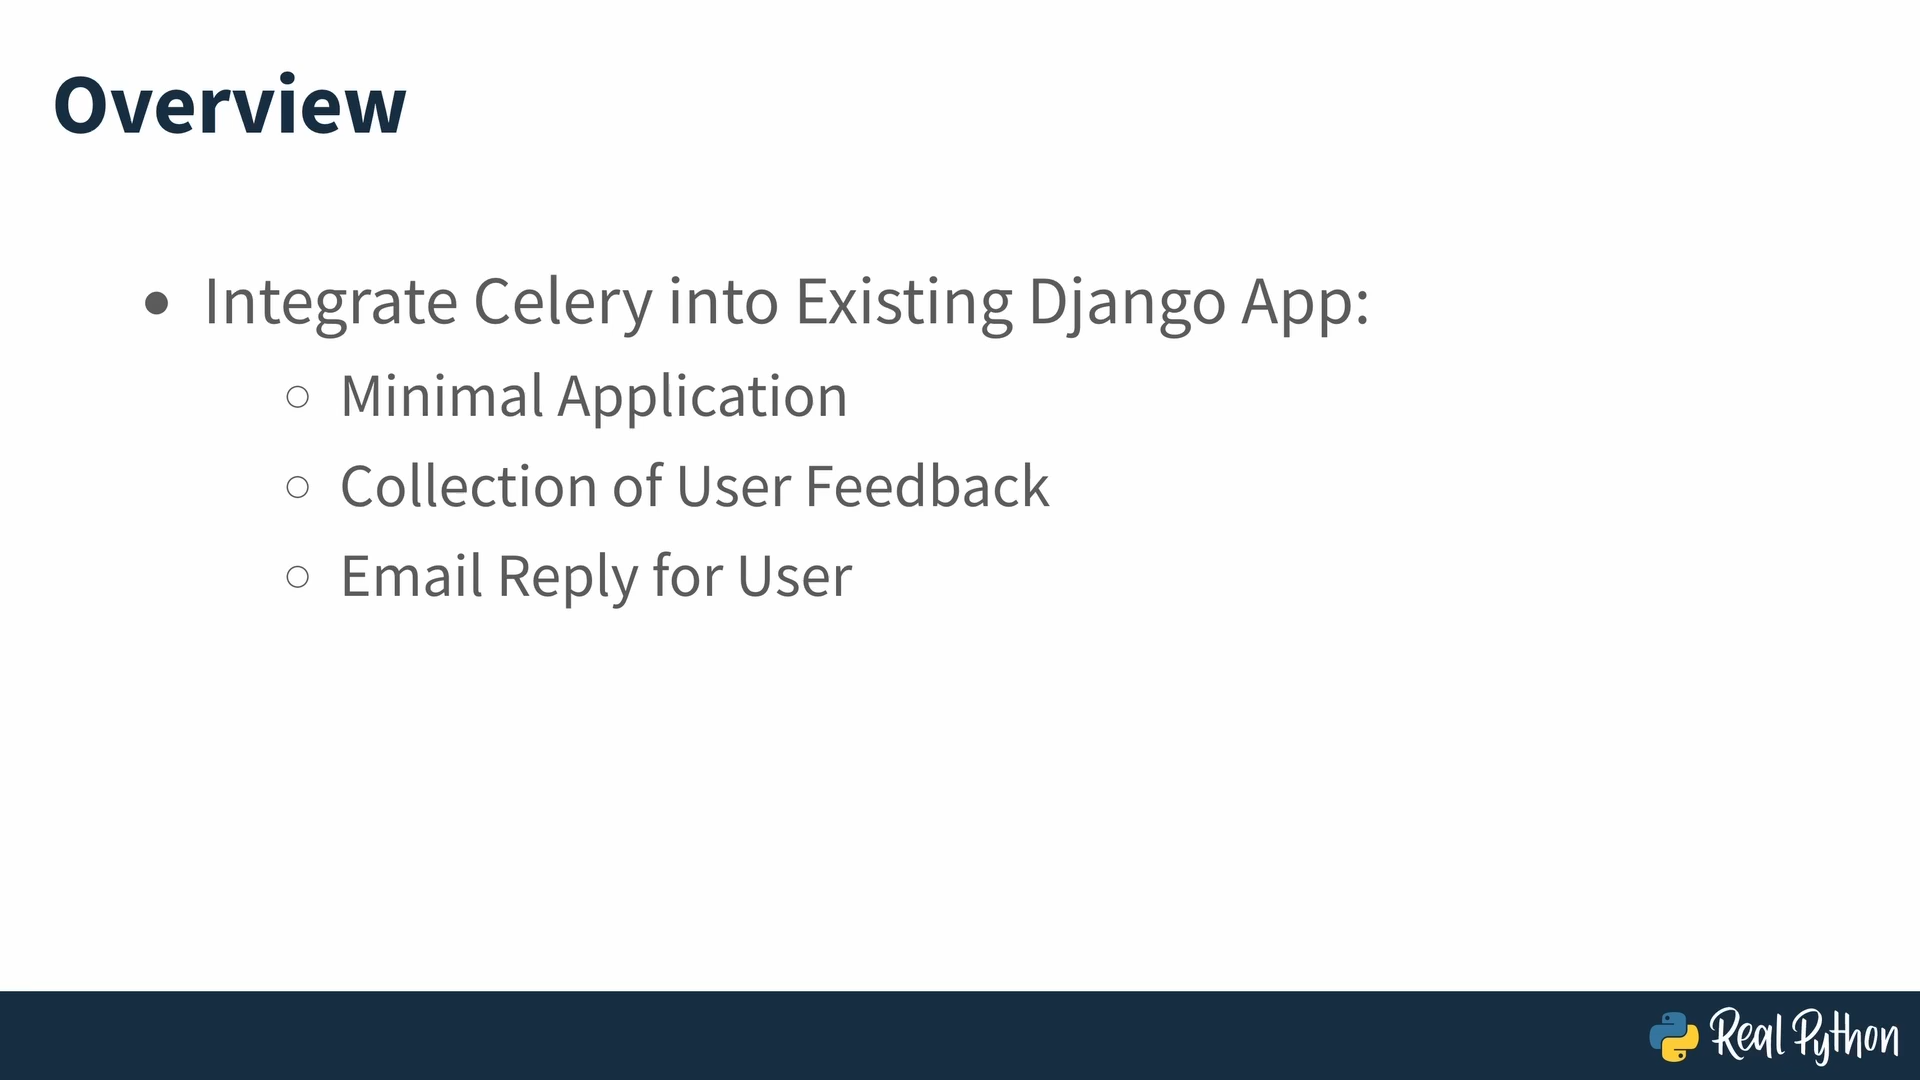 Overview
• Integrate Celery into Existing Django App:
○ Minimal Application
○ Collection of User Feedback
○ Email Reply for User
Real Python